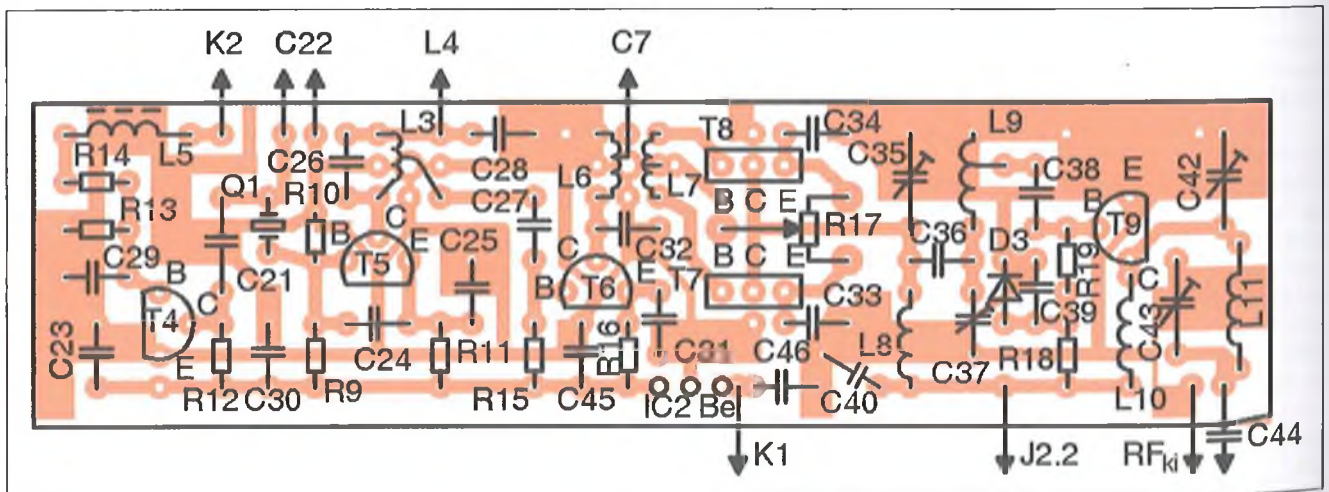 K2 C22 L4 C7
L3 T8 C34 L9
R14 L5 C26 C28 C35 C38 E C42
Q1 R10 L6 L7
R13 C27 B C E R17 B T9
C29 B C C21 B C T5 E C25 C C32 B C E C36 D3 R19 C
T4 B T6 E T7 C33 C39 C43 L11
C23 E C24 R11 R16 C31 C46 L8 C37 R18
R12 C30 R9 R15 C45 IC2 Be C40 L10
K1 J2.2 RFki C44